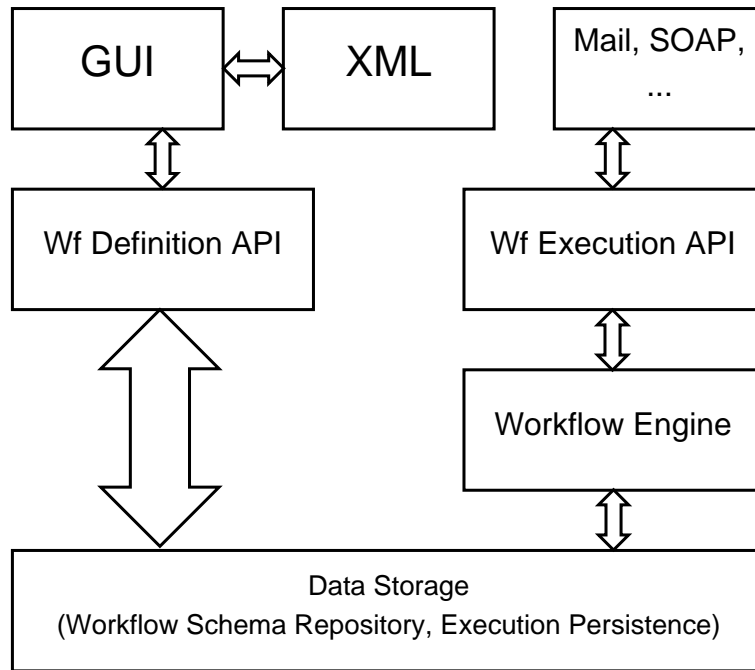 GUI
XML
Mail, SOAP,
...
Wf Definition API
Wf Execution API
Workflow Engine
Data Storage
(Workflow Schema Repository, Execution Persistence)